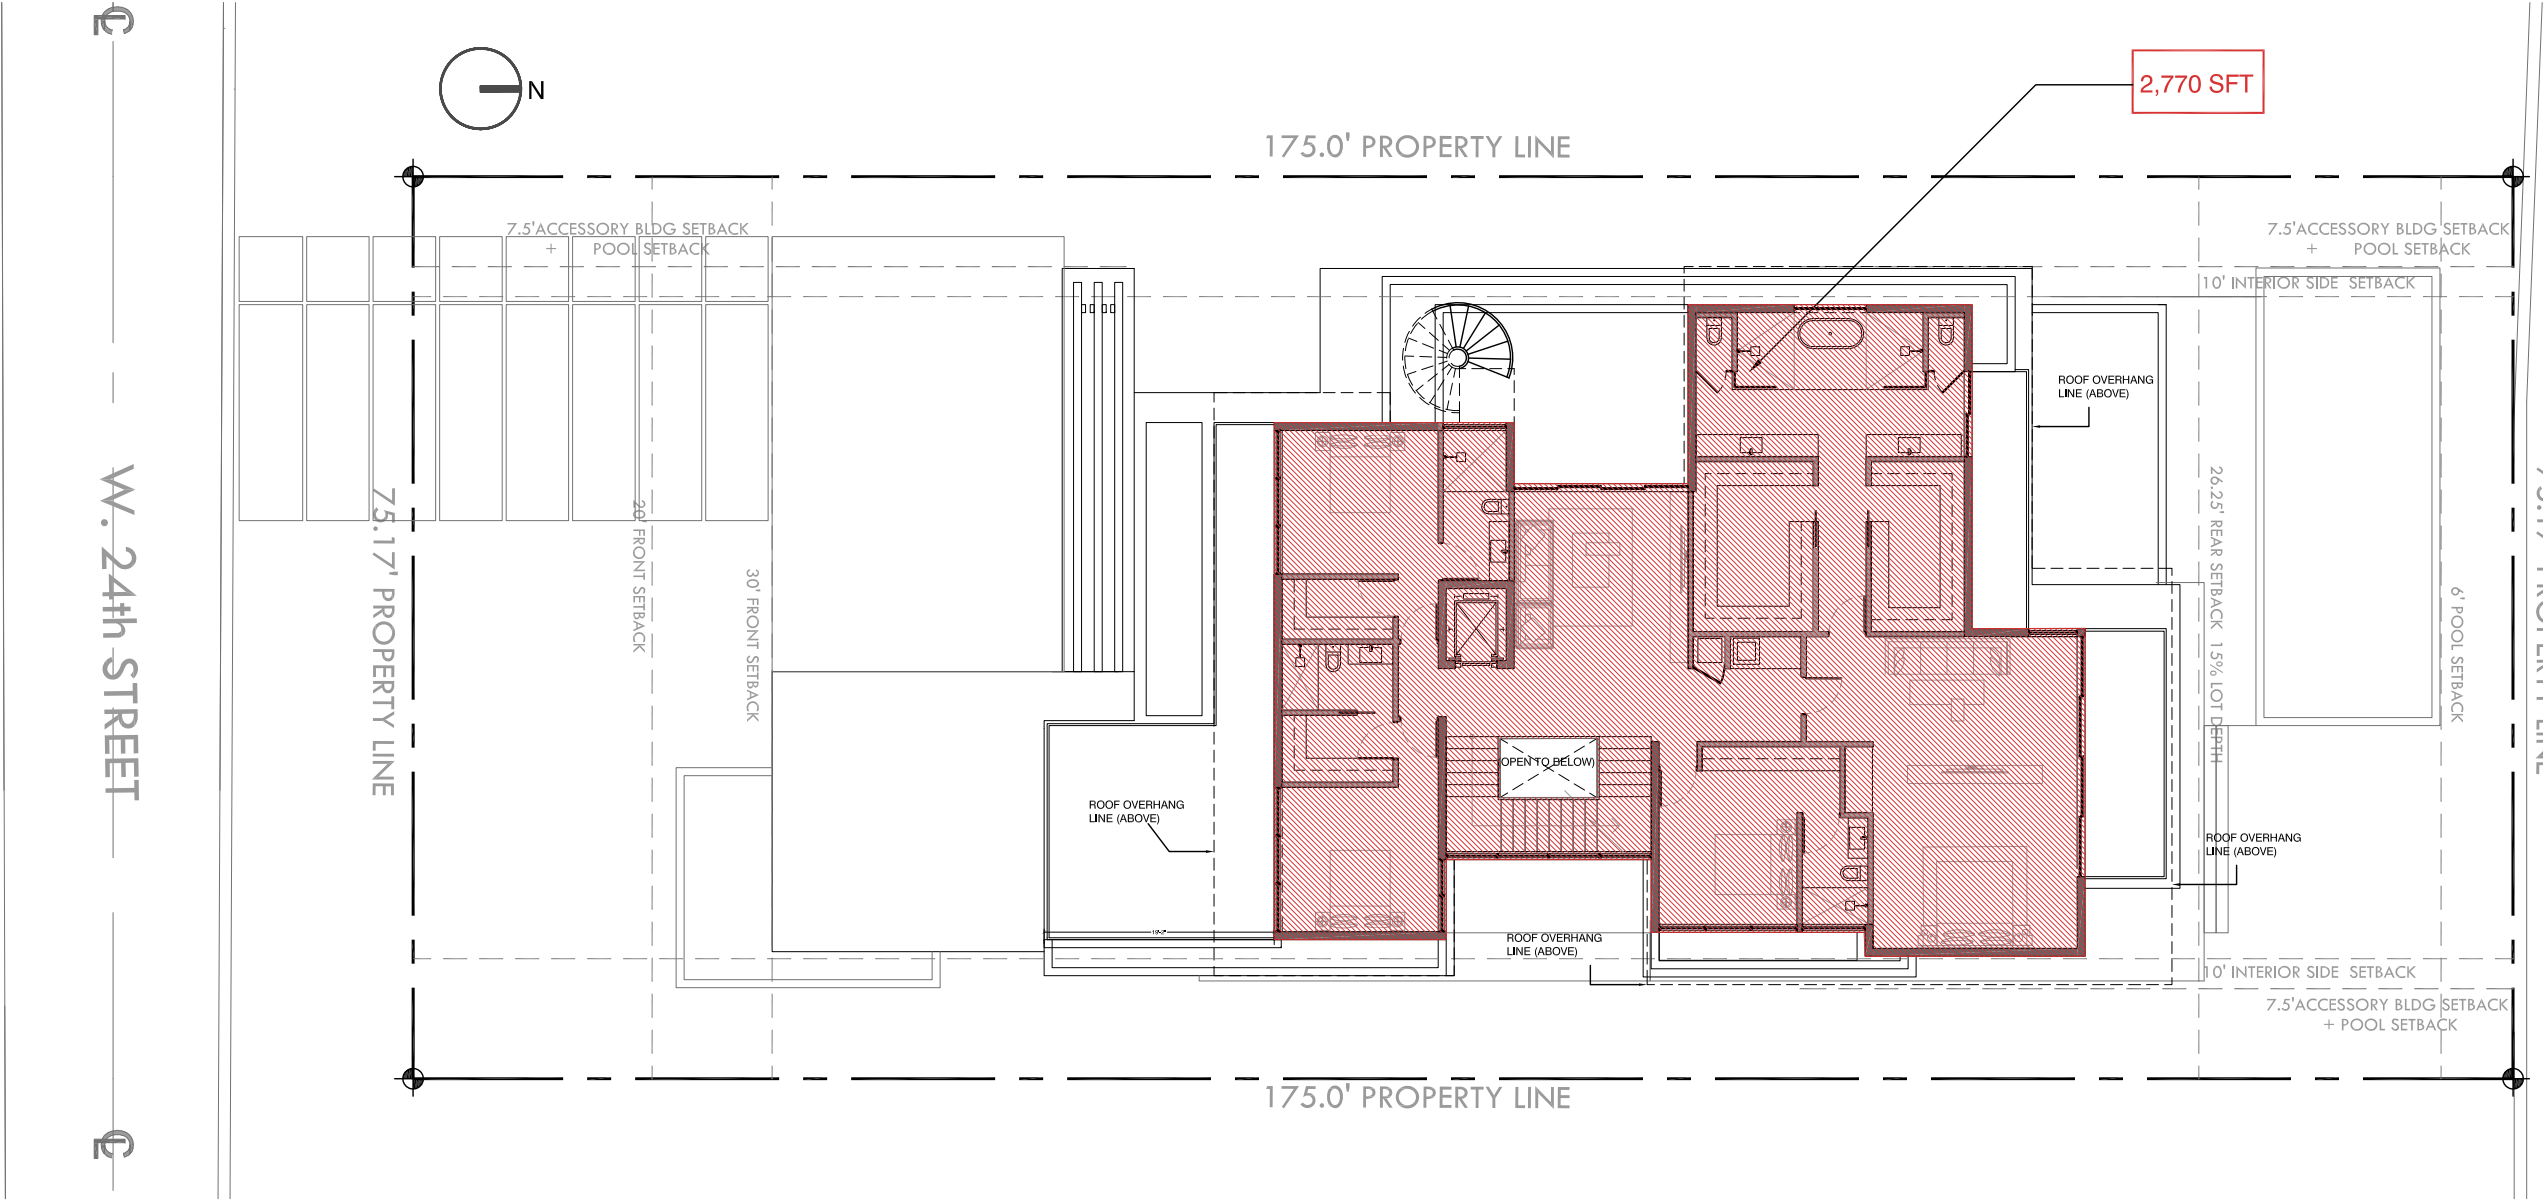 N
2,770 SFT
175.0' PROPERTY LINE
7.5'ACCESSORY BLDG SETBACK
+ POOL SETBACK
7.5'ACCESSORY BLDG SETBACK
+ POOL SETBACK
10' INTERIOR SIDE SETBACK
ROOF OVERHANG
LINE (ABOVE)
W. 24th STREET
75.17' PROPERTY LINE
20' FRONT SETBACK
30' FRONT SETBACK
26.25' REAR SETBACK 15% LOT DEPTH
6' POOL SETBACK
75.17' PROPERTY LINE
(OPEN TO BELOW)
ROOF OVERHANG
LINE (ABOVE)
ROOF OVERHANG
LINE (ABOVE)
ROOF OVERHANG
LINE (ABOVE)
10' INTERIOR SIDE SETBACK
7.5'ACCESSORY BLDG SETBACK
+ POOL SETBACK
175.0' PROPERTY LINE